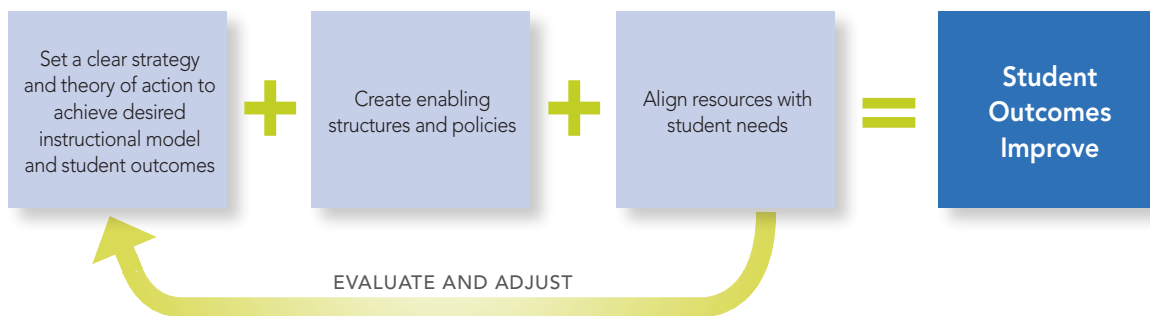 Set a clear strategy
and theory of action to
achieve desired
instructional model
and student outcomes
+
Create enabling
structures and policies
+
Align resources with
student needs
=
Student
Outcomes
Improve
EVALUATE AND ADJUST